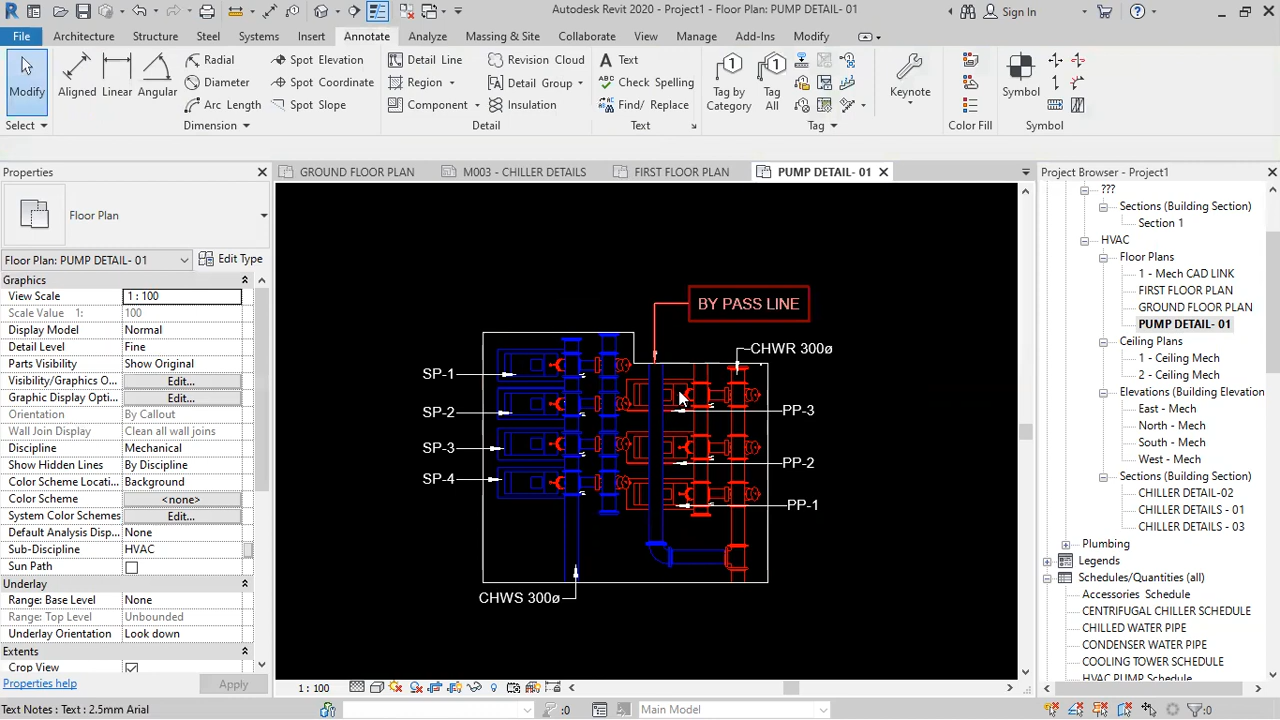 Autodesk Revit 2020 - Project1 - Floor Plan: PUMP DETAIL- 01
Sign In
File Architecture Structure Steel Systems Insert Annotate Analyze Massing & Site Collaborate View Manage Add-Ins Modify
Modify
Select
Aligned Linear Angular
Radial
Diameter
Arc Length
Spot Elevation
Spot Coordinate
Spot Slope
Dimension
Detail Line
Region
Component
Revision Cloud
Detail Group
Insulation
Detail
Text
Check Spelling
Find/ Replace
Text
Tag by Category
Tag All
Tag
Keynote
Color Fill
Symbol
Symbol
Properties
Floor Plan
Floor Plan: PUMP DETAIL- 01 Edit Type
Graphics
View Scale 1 : 100
Scale Value 1: 100
Display Model Normal
Detail Level Fine
Parts Visibility Show Original
Visibility/Graphics O... Edit...
Graphic Display Opti... Edit...
Orientation By Callout
Wall Join Display Clean all wall joins
Discipline Mechanical
Show Hidden Lines By Discipline
Color Scheme Locati... Background
Color Scheme <none>
System Color Schemes Edit...
Default Analysis Disp... None
Sub-Discipline HVAC
Sun Path
Underlay
Range: Base Level None
Range: Top Level Unbounded
Underlay Orientation Look down
Extents
Crop View
Properties help Apply
GROUND FLOOR PLAN M003 - CHILLER DETAILS FIRST FLOOR PLAN PUMP DETAIL- 01
BY PASS LINE
CHWR 300ø
SP-1
SP-2
SP-3
SP-4
PP-3
PP-2
PP-1
CHWS 300ø
1 : 100
Project Browser - Project1
???
Sections (Building Section)
Section 1
HVAC
Floor Plans
1 - Mech CAD LINK
FIRST FLOOR PLAN
GROUND FLOOR PLAN
PUMP DETAIL- 01
Ceiling Plans
1 - Ceiling Mech
2 - Ceiling Mech
Elevations (Building Elevation
East - Mech
North - Mech
South - Mech
West - Mech
Sections (Building Section)
CHILLER DETAIL-02
CHILLER DETAILS - 01
CHILLER DETAIL - 03
Plumbing
Legends
Schedules/Quantities (all)
Accessories Schedule
CENTRIFUGAL CHILLER SCHEDULE
CHILLED WATER PIPE
CONDENSER WATER PIPE
COOLING TOWER SCHEDULE
HVAC PUMP SCHEDULE
Text Notes : Text : 2.5mm Arial
:0
Main Model
:0